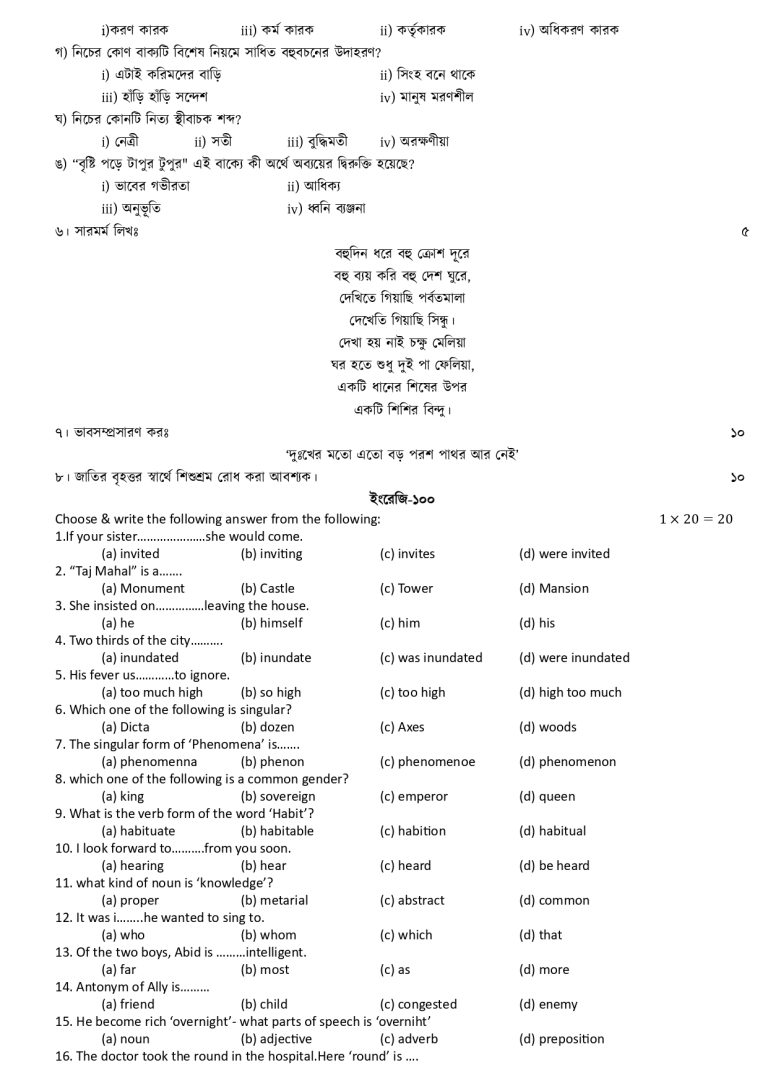 i)করণ কারক iii) কর্ম কারক ii) কর্তৃকারক iv) অধিকরণ কারক
গ) নিচের কোণ বাক্যটি বিশেষ নিয়মে সাধিত বহুবচনের উদাহরণ?
i) এটাই করিমদের বাড়ি ii) সিংহ বনে থাকে
iii) হাঁড়ি হাঁড়ি সন্দেশ iv) মানুষ মরণশীল
ঘ) নিচের কোনটি নিত্য স্ত্রীবাচক শব্দ?
i) নেত্রী ii) সতী iii) বুদ্ধিমতী iv) অরক্ষণীয়া
ঙ) “বৃষ্টি পড়ে টাপুর টুপুর" এই বাক্যে কী অর্থে অব্যয়ের দ্বিরুক্তি হয়েছে?
i) ভাবের গভীরতা ii) আধিক্য
iii) অনুভূতি iv) ধ্বনি ব্যঞ্জনা
৬। সারমর্ম লিখঃ ৫
বহুদিন ধরে বহু ক্রোশ দূরে
বহু ব্যয় করি বহু দেশ ঘুরে,
দেখিতে গিয়াছি পর্বতমালা
দেখেতি গিয়াছি সিন্ধু।
দেখা হয় নাই চক্ষু মেলিয়া
ঘর হতে শুধু দুই পা ফেলিয়া,
একটি ধানের শিষের উপর
একটি শিশির বিন্দু।
৭। ভাবসম্প্রসারণ করঃ ১০
‘দুঃখের মতো এতো বড় পরশ পাথর আর নেই’
৮। জাতির বৃহত্তর স্বার্থে শিশুশ্রম রোধ করা আবশ্যক। ১০
ইংরেজি-১০০
Choose & write the following answer from the following: 1 × 20 = 20
1.If your sister.....................she would come.
(a) invited (b) inviting (c) invites (d) were invited
2. “Taj Mahal” is a.......
(a) Monument (b) Castle (c) Tower (d) Mansion
3. She insisted on...............leaving the house.
(a) he (b) himself (c) him (d) his
4. Two thirds of the city..........
(a) inundated (b) inundate (c) was inundated (d) were inundated
5. His fever us............to ignore.
(a) too much high (b) so high (c) too high (d) high too much
6. Which one of the following is singular?
(a) Dicta (b) dozen (c) Axes (d) woods
7. The singular form of ‘Phenomena’ is.......
(a) phenomenna (b) phenon (c) phenomenoe (d) phenomenon
8. which one of the following is a common gender?
(a) king (b) sovereign (c) emperor (d) queen
9. What is the verb form of the word ‘Habit’?
(a) habituate (b) habitable (c) habition (d) habitual
10. I look forward to..........from you soon.
(a) hearing (b) hear (c) heard (d) be heard
11. what kind of noun is ‘knowledge’?
(a) proper (b) metarial (c) abstract (d) common
12. It was i........he wanted to sing to.
(a) who (b) whom (c) which (d) that
13. Of the two boys, Abid is .........intelligent.
(a) far (b) most (c) as (d) more
14. Antonym of Ally is.........
(a) friend (b) child (c) congested (d) enemy
15. He become rich ‘overnight’- what parts of speech is ‘overniht’
(a) noun (b) adjective (c) adverb (d) preposition
16. The doctor took the round in the hospital.Here ‘round’ is ....